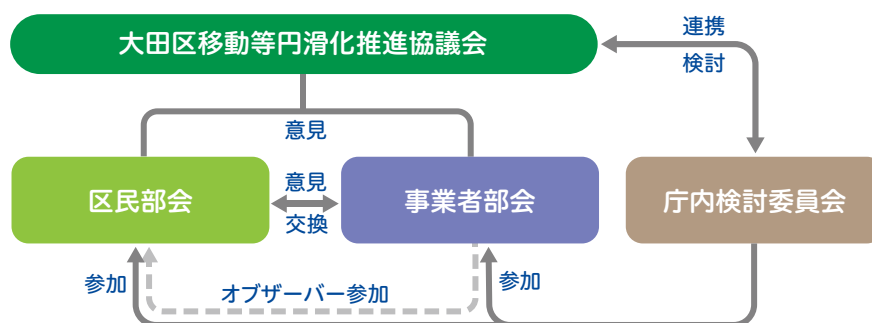 大田区移動等円滑化推進協議会
連携
検討
意見
区民部会
意見
交換
事業者部会
庁内検討委員会
参加
オブザーバー参加
参加